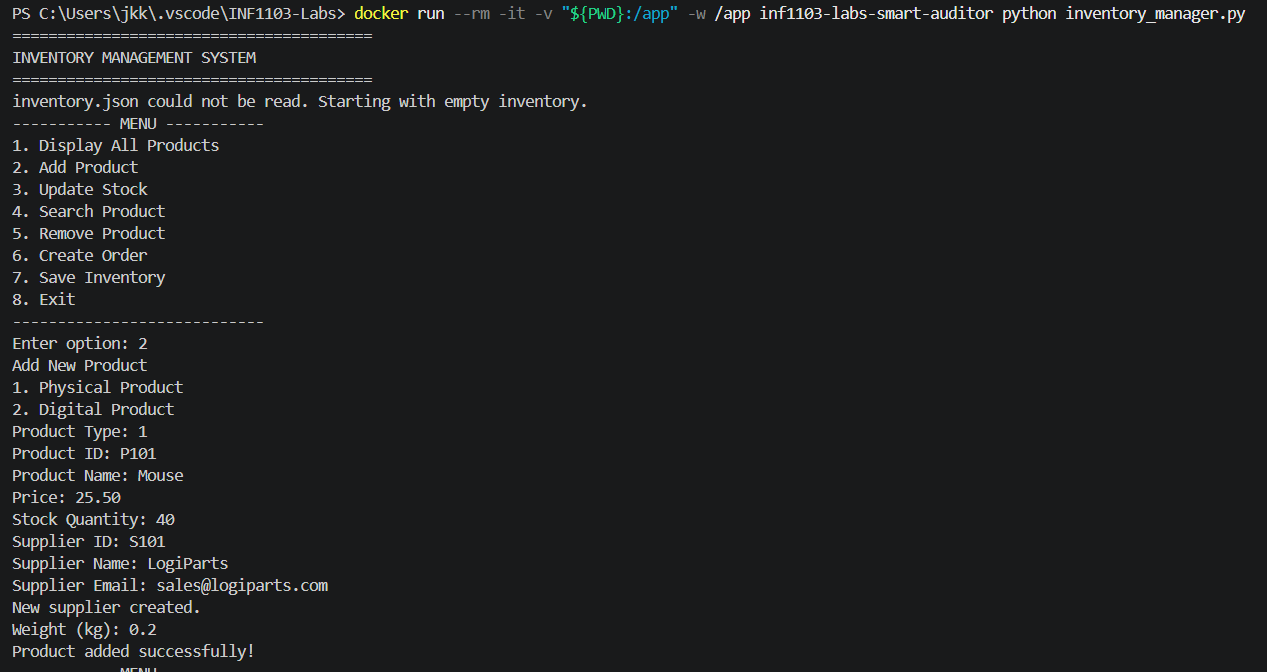 PS C:\Users\jkk\.vscode\INF1103-Labs> docker run --rm -it -v "${PWD}:/app" -w /app inf1103-labs-smart-auditor python inventory_manager.py
========================================
INVENTORY MANAGEMENT SYSTEM
========================================
inventory.json could not be read. Starting with empty inventory.
----------- MENU -----------
1. Display All Products
2. Add Product
3. Update Stock
4. Search Product
5. Remove Product
6. Create Order
7. Save Inventory
8. Exit
----------------------------
Enter option: 2
Add New Product
1. Physical Product
2. Digital Product
Product Type: 1
Product ID: P101
Product Name: Mouse
Price: 25.50
Stock Quantity: 40
Supplier ID: S101
Supplier Name: LogiParts
Supplier Email: sales@logiparts.com
New supplier created.
Weight (kg): 0.2
Product added successfully!
----------- MENU -----------